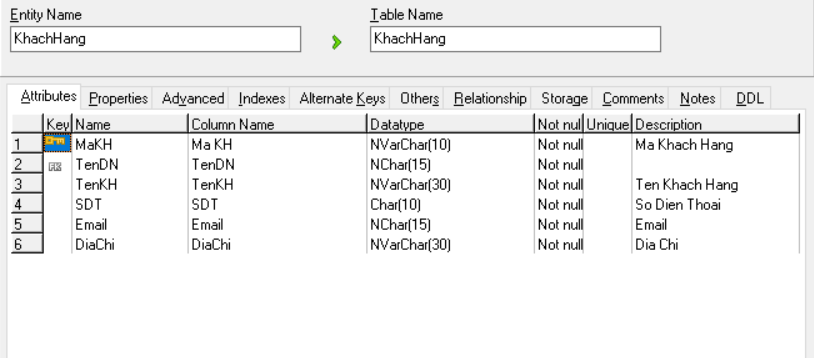 Entity Name Table Name
KhachHang KhachHang
Attributes Properties Advanced Indexes Alternate Keys Others Relationship Storage Comments Notes DDL
Key Name Column Name Datatype Not nul Unique Description
1 MaKH Ma KH NVarChar(10) Not null Ma Khach Hang
2 FK TenDN TenDN NChar(15) Not null
3 TenKH TenKH NVarChar(30) Not null Ten Khach Hang
4 SDT SDT Char(10) Not null So Dien Thoai
5 Email Email NChar(15) Not null Email
6 DiaChi DiaChi NVarChar(30) Not null Dia Chi